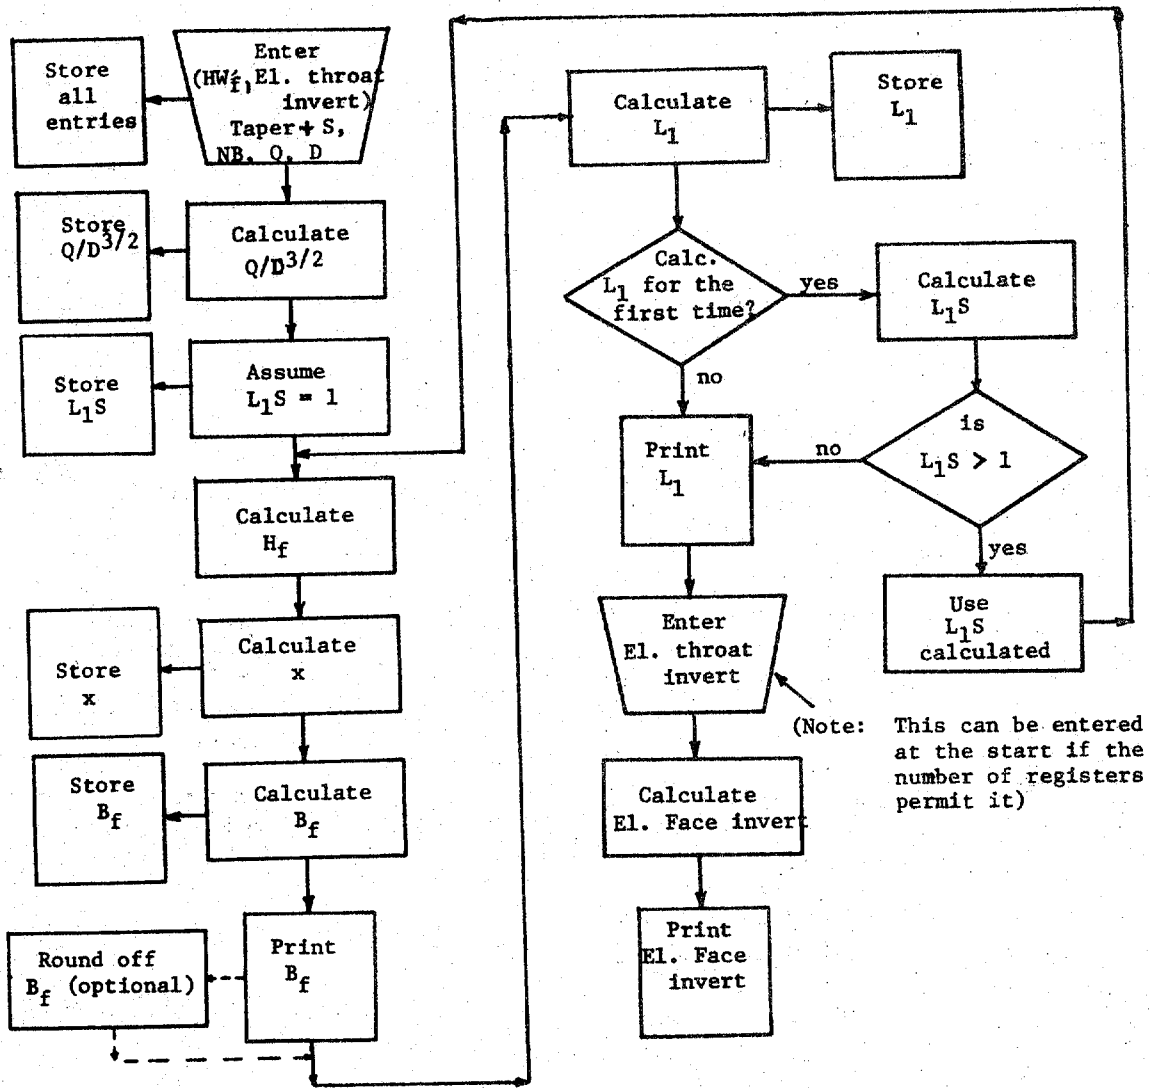 Enter
(HWf, El. throat
invert)
Taper + S,
NB, Q, D
Store
all
entries
Calculate
Q/D3/2
Store
Q/D3/2
Assume
L1S = 1
Store
L1S
Calculate
Hf
Calculate
x
Store
x
Calculate
Bf
Store
Bf
Print
Bf
Round off
Bf (optional)
Calculate
L1
Store
L1
Calc.
L1 for the
first time?
yes
no
Calculate
L1S
is
L1S > 1
no
yes
Use
L1S
calculated
Print
L1
Enter
El. throat
invert
(Note: This can be entered
at the start if the
number of registers
permit it)
Calculate
El. Face invert
Print
El. Face
invert